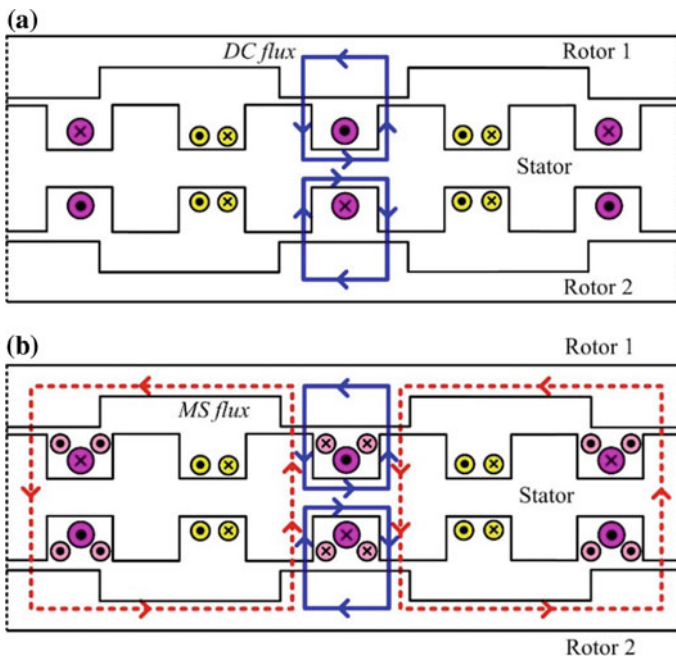 (a)
DC flux
Rotor 1
Stator
Rotor 2
(b)
Rotor 1
MS flux
Stator
Rotor 2